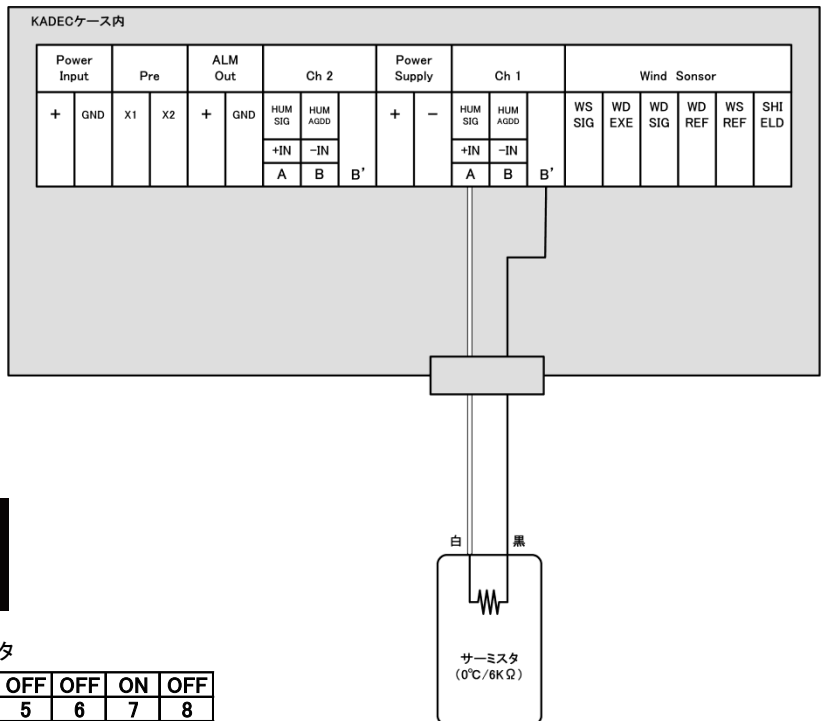 KADECケース内
Power Input Pre ALM Out Ch 2 Power Supply Ch 1 Wind Sonsor
+ GND X1 X2 + GND HUM SIG HUM AGDD + − HUM SIG HUM AGDD WS SIG WD EXE WD SIG WD REF WS REF SHI ELD
+IN −IN +IN −IN
A B B' A B B'
白 黒
サーミスタ
(0℃/6KΩ)
タ
OFF OFF ON OFF
5 6 7 8